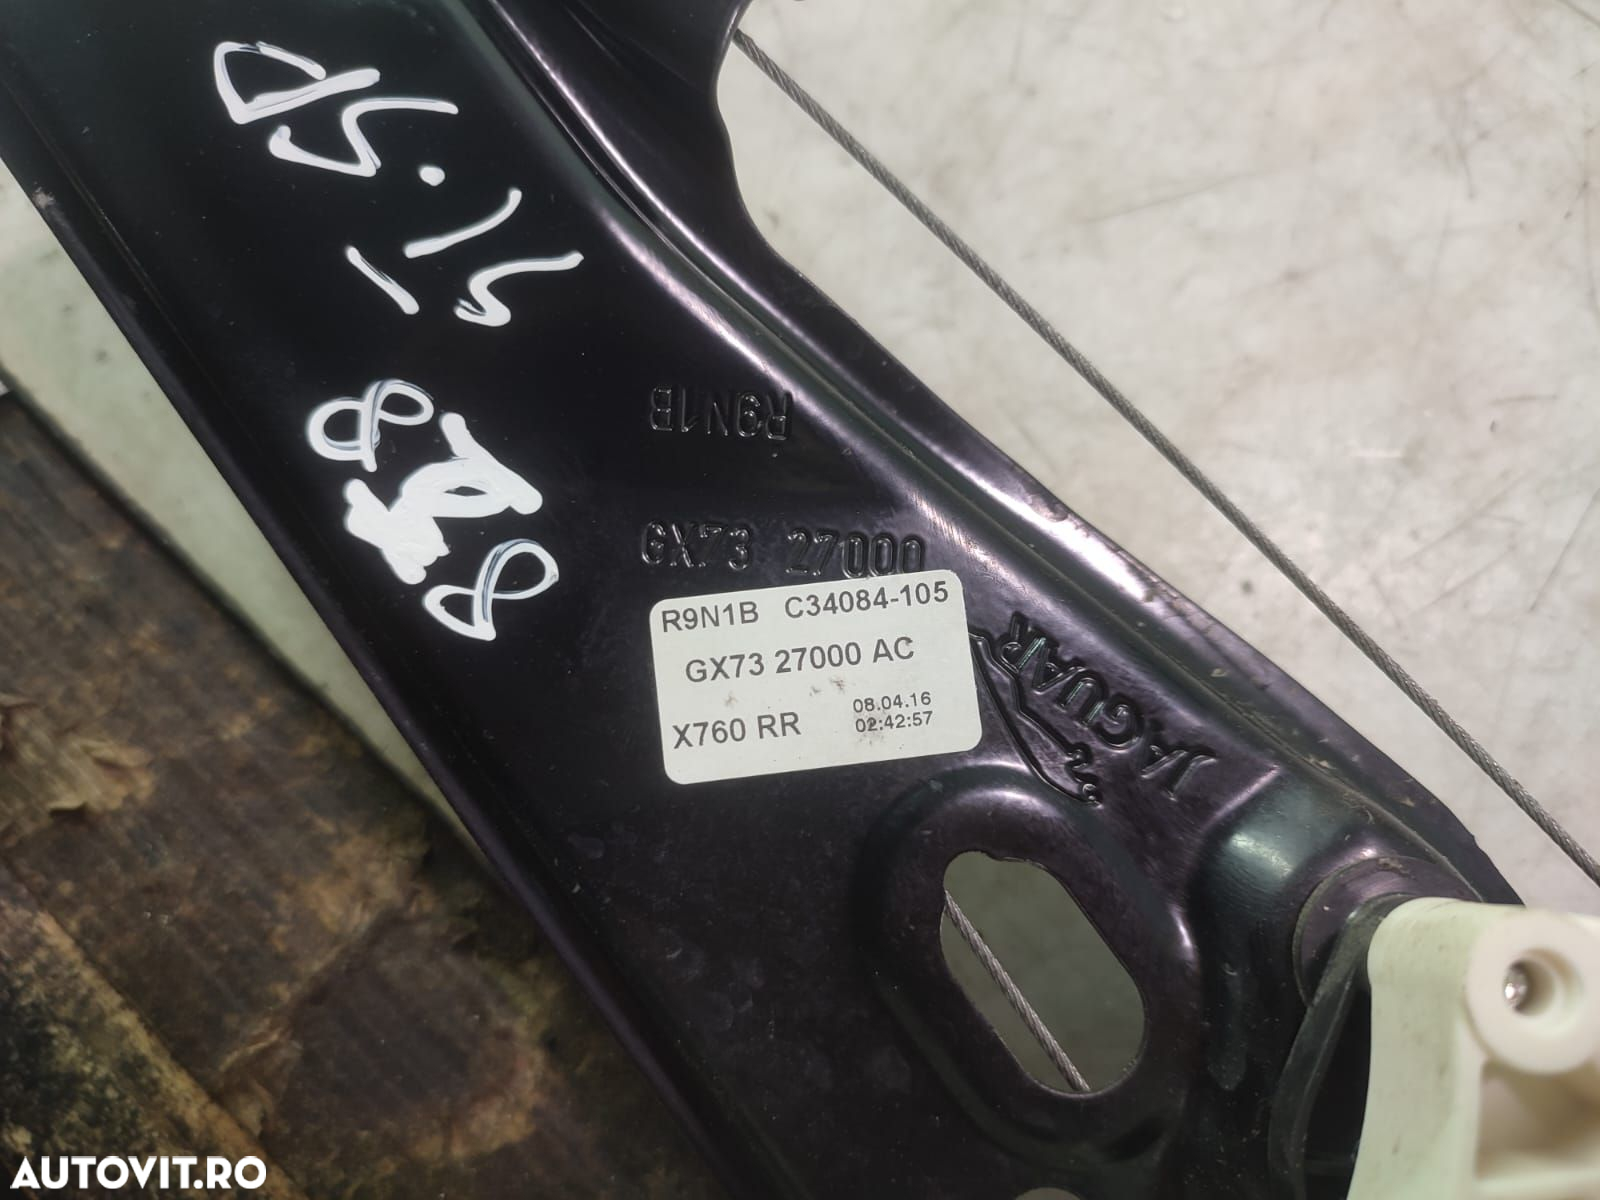 R9N1B
GX73 27000
R9N1B C34084-105
GX73 27000 AC
X760 RR
08.04.16
02:42:57
JAGUAR
AUTOVIT.RO